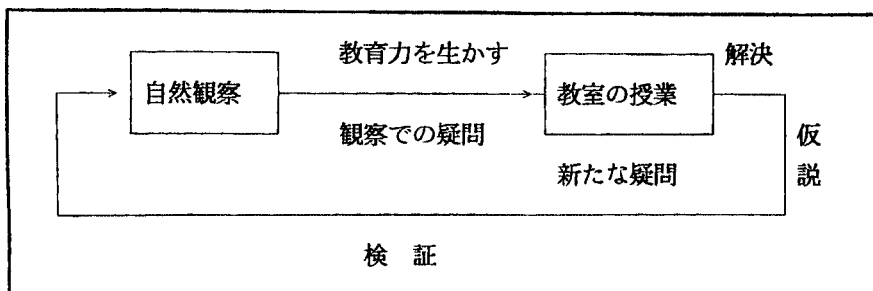 教育力を生かす
解決
自然観察
教室の授業
観察での疑問
仮説
新たな疑問
検 証